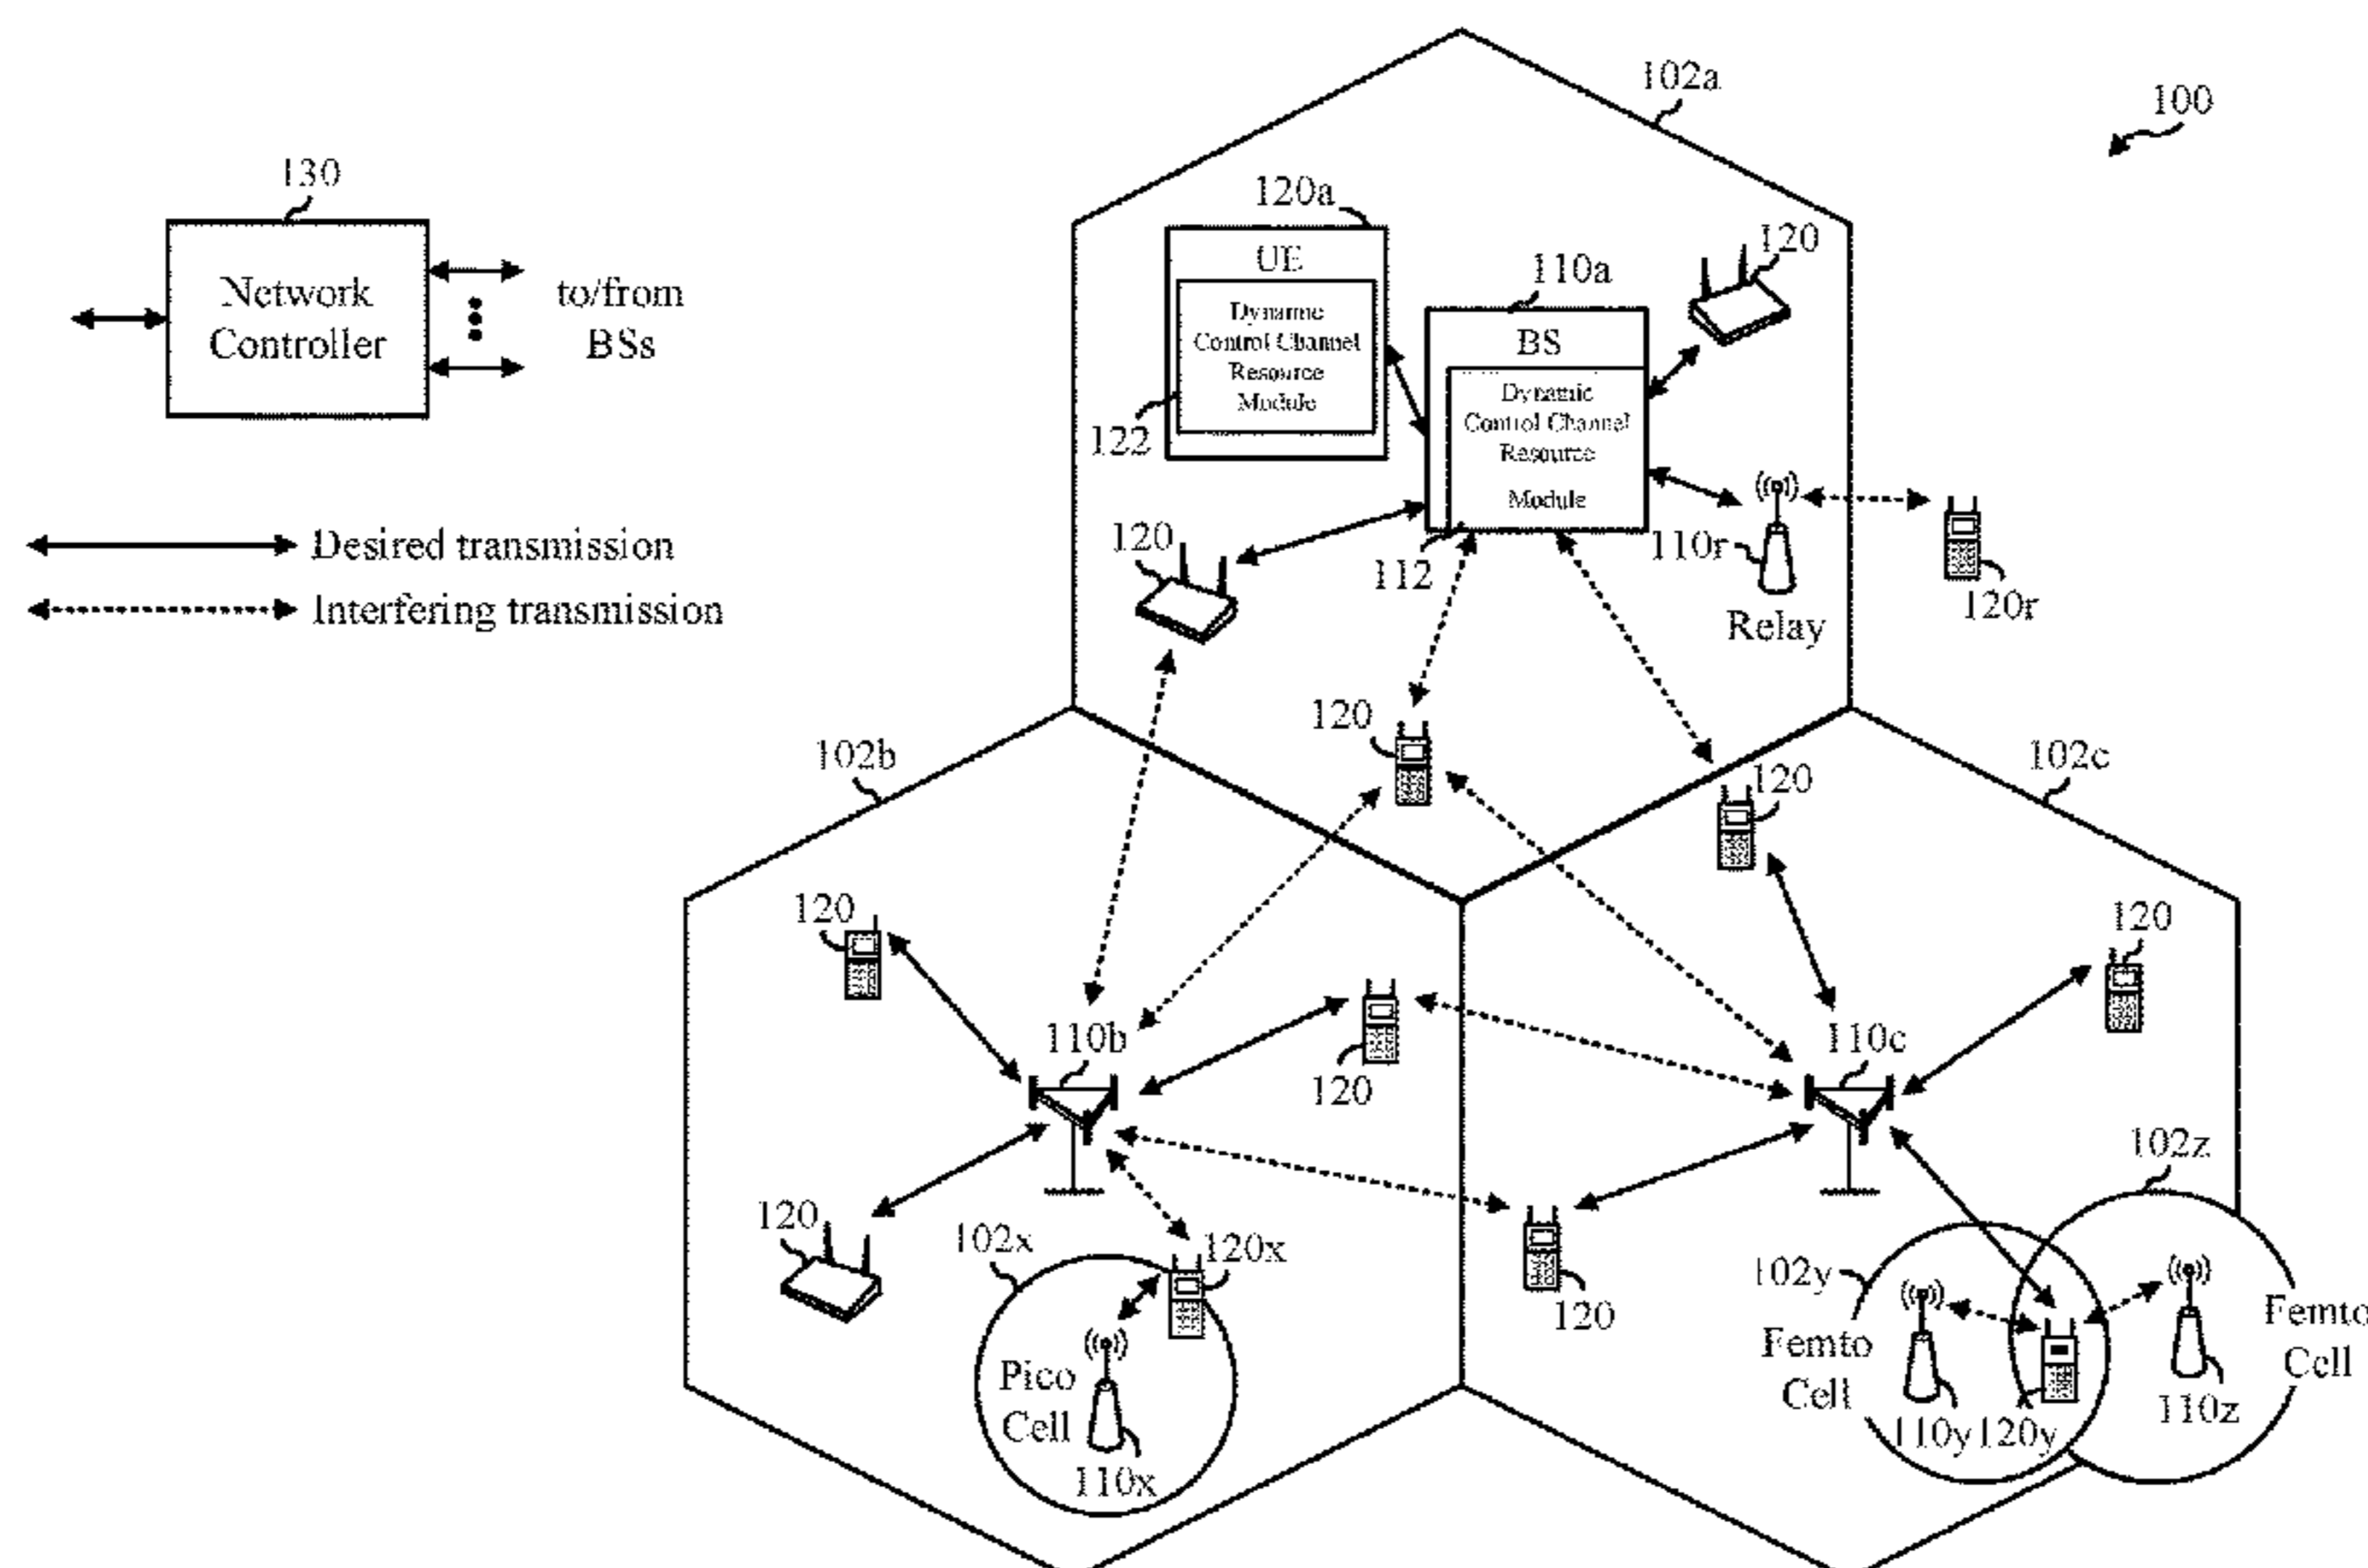 102a
100
130
120a
120
UE
110a
Network
Controller
to/from
BSs
Dynamic
Control Channel
Resource
Module
BS
Dynamic
Control Channel
Resource
Module
122
Desired transmission
120
112
110r
Interfering transmission
Relay
120r
120
102b
102c
120
120
120
110b
110c
120
102z
120
102x
120x
102y
120
Femto
Cell
Femto
Cell
Pico
Cell
110x
110y
120y
110z